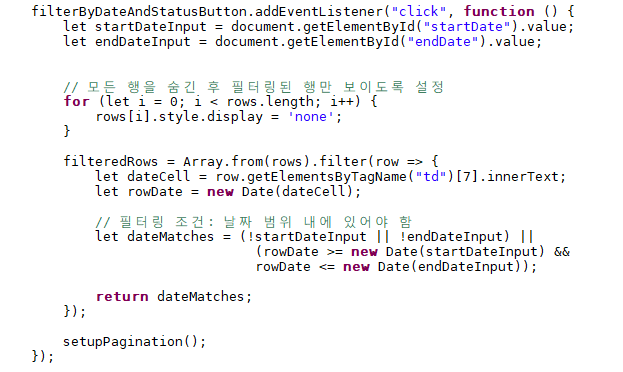 filterByDateAndStatusButton.addEventListener("click", function () {
    let startDateInput = document.getElementById("startDate").value;
    let endDateInput = document.getElementById("endDate").value;
    // 모든 행을 숨긴 후 필터링된 행만 보이도록 설정
    for (let i = 0; i < rows.length; i++) {
        rows[i].style.display = 'none';
    }
    filteredRows = Array.from(rows).filter(row => {
        let dateCell = row.getElementsByTagName("td")[7].innerText;
        let rowDate = new Date(dateCell);
        // 필터링 조건: 날짜 범위 내에 있어야 함
        let dateMatches = (!startDateInput || !endDateInput) ||
                            (rowDate >= new Date(startDateInput) &&
                            rowDate <= new Date(endDateInput));
        return dateMatches;
    });
    setupPagination();
});